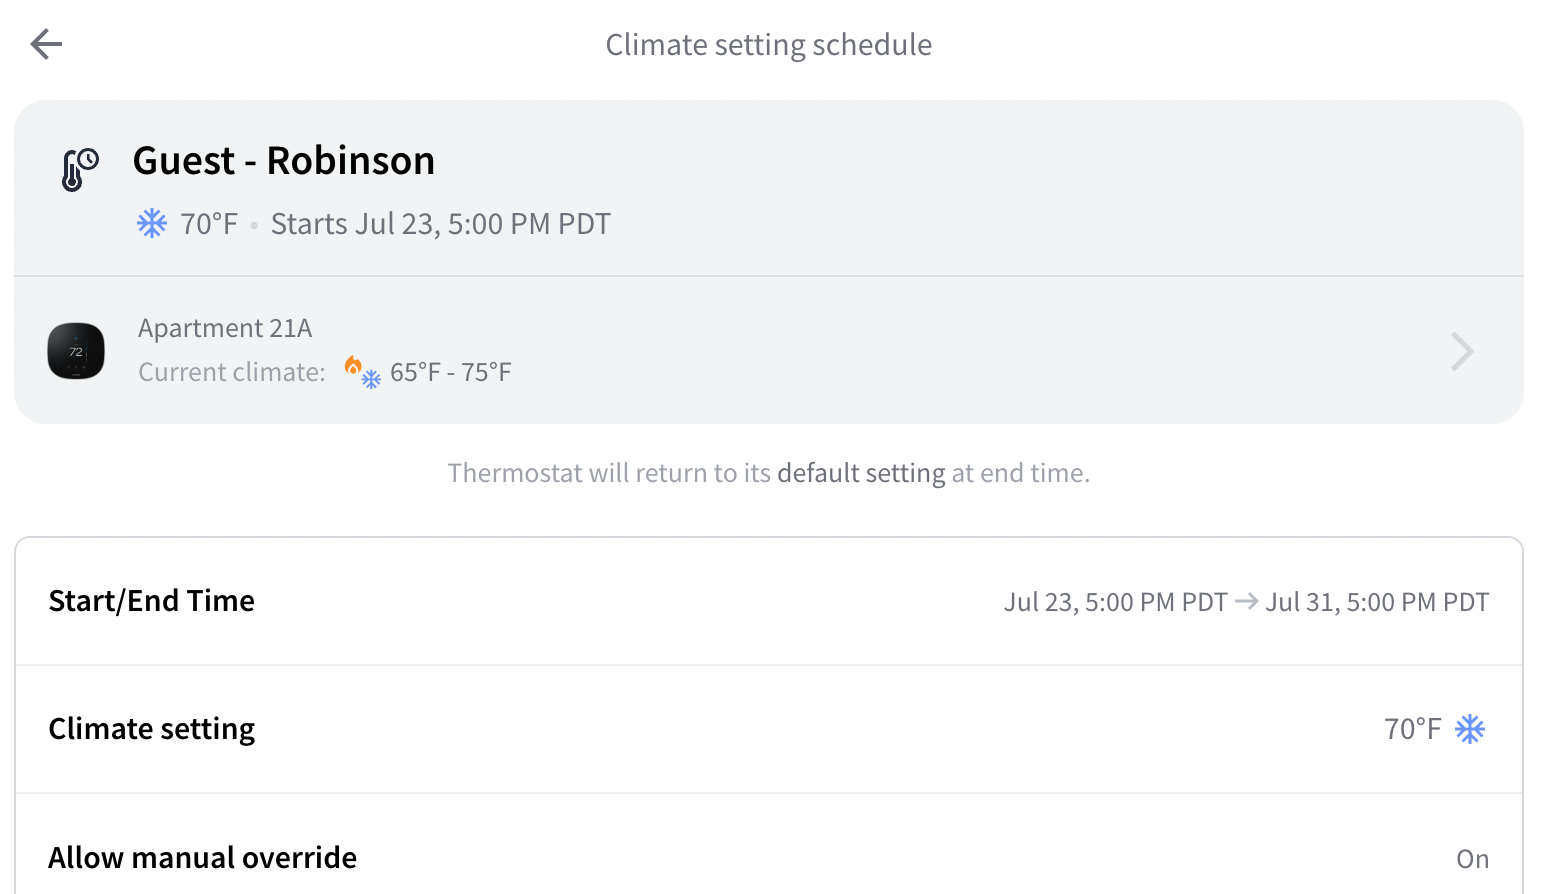 Climate setting schedule
Guest - Robinson
70°F • Starts Jul 23, 5:00 PM PDT
Apartment 21A
72
Current climate: 65°F - 75°F
Thermostat will return to its default setting at end time.
Start/End Time Jul 23, 5:00 PM PDT → Jul 31, 5:00 PM PDT
Climate setting 70°F
Allow manual override On